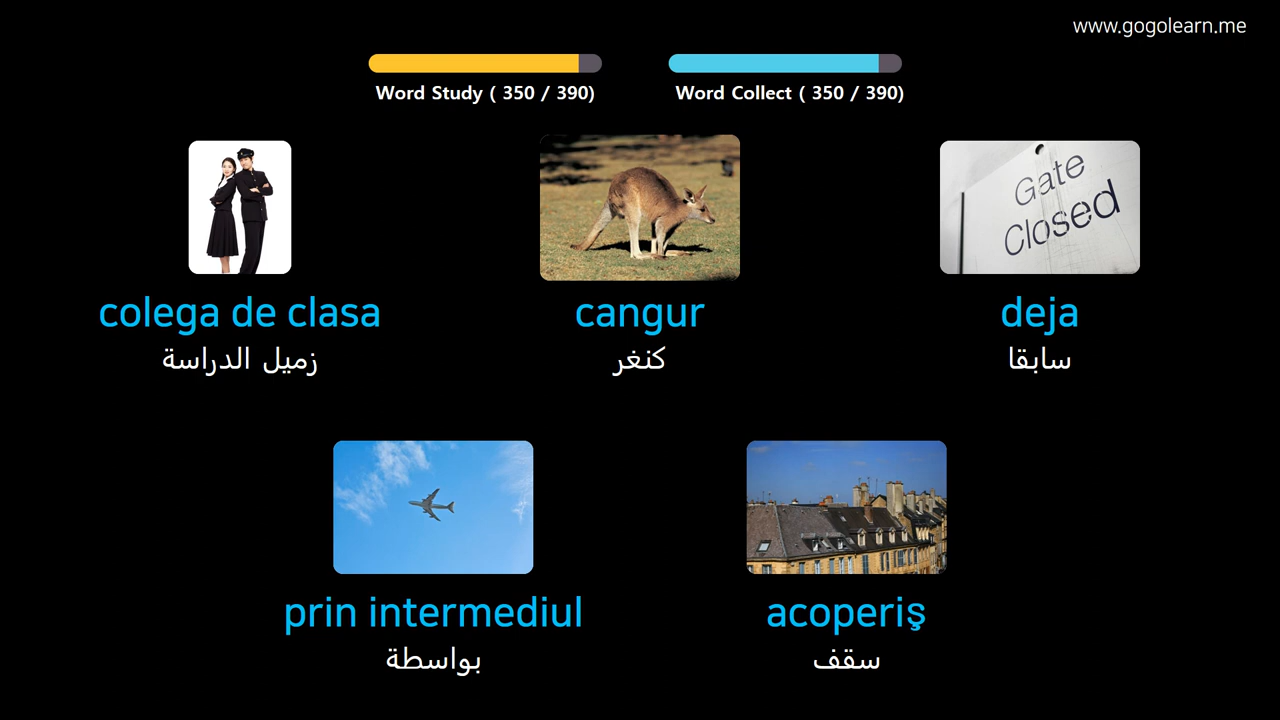 www.gogolearn.me
Word Study ( 350 / 390)
Word Collect ( 350 / 390)
Gate
Closed
colega de clasa
زميل الدراسة
cangur
كنغر
deja
سابقا
prin intermediul
بواسطة
acoperiş
سقف